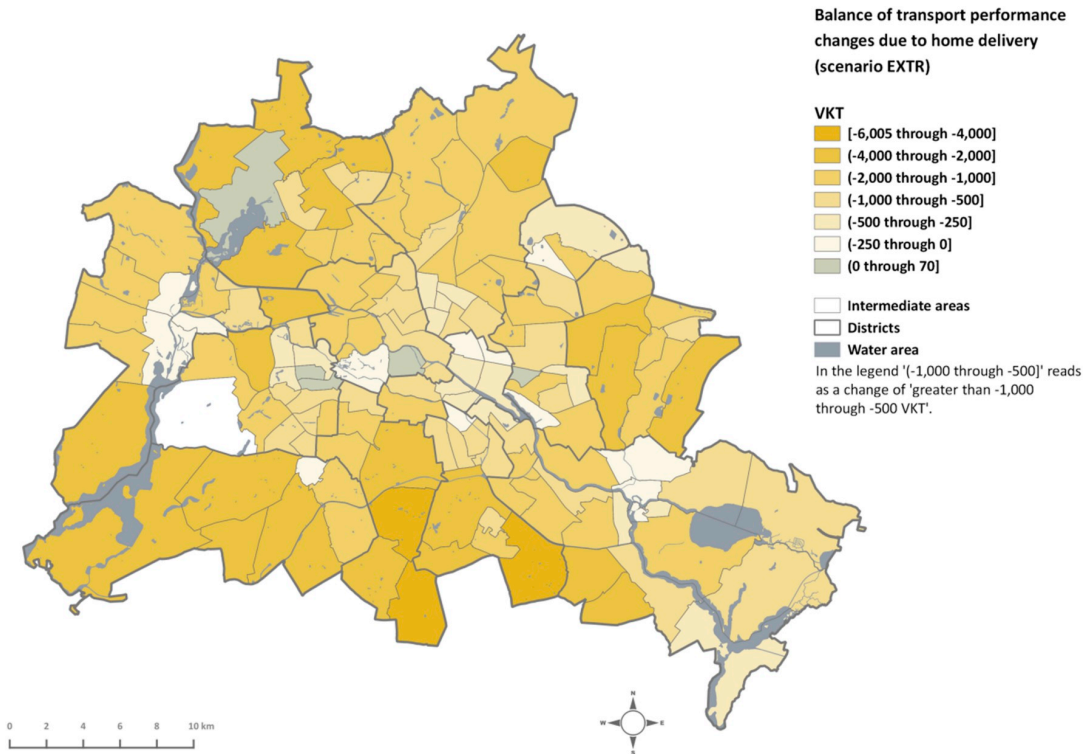 Balance of transport performance
changes due to home delivery
(scenario EXTR)
VKT
[-6,005 through -4,000]
(-4,000 through -2,000]
(-2,000 through -1,000]
(-1,000 through -500]
(-500 through -250]
(-250 through 0]
(0 through 70]
Intermediate areas
Districts
Water area
In the legend '(-1,000 through -500]' reads
as a change of 'greater than -1,000
through -500 VKT'.
0 2 4 6 8 10 km
N
W E
S